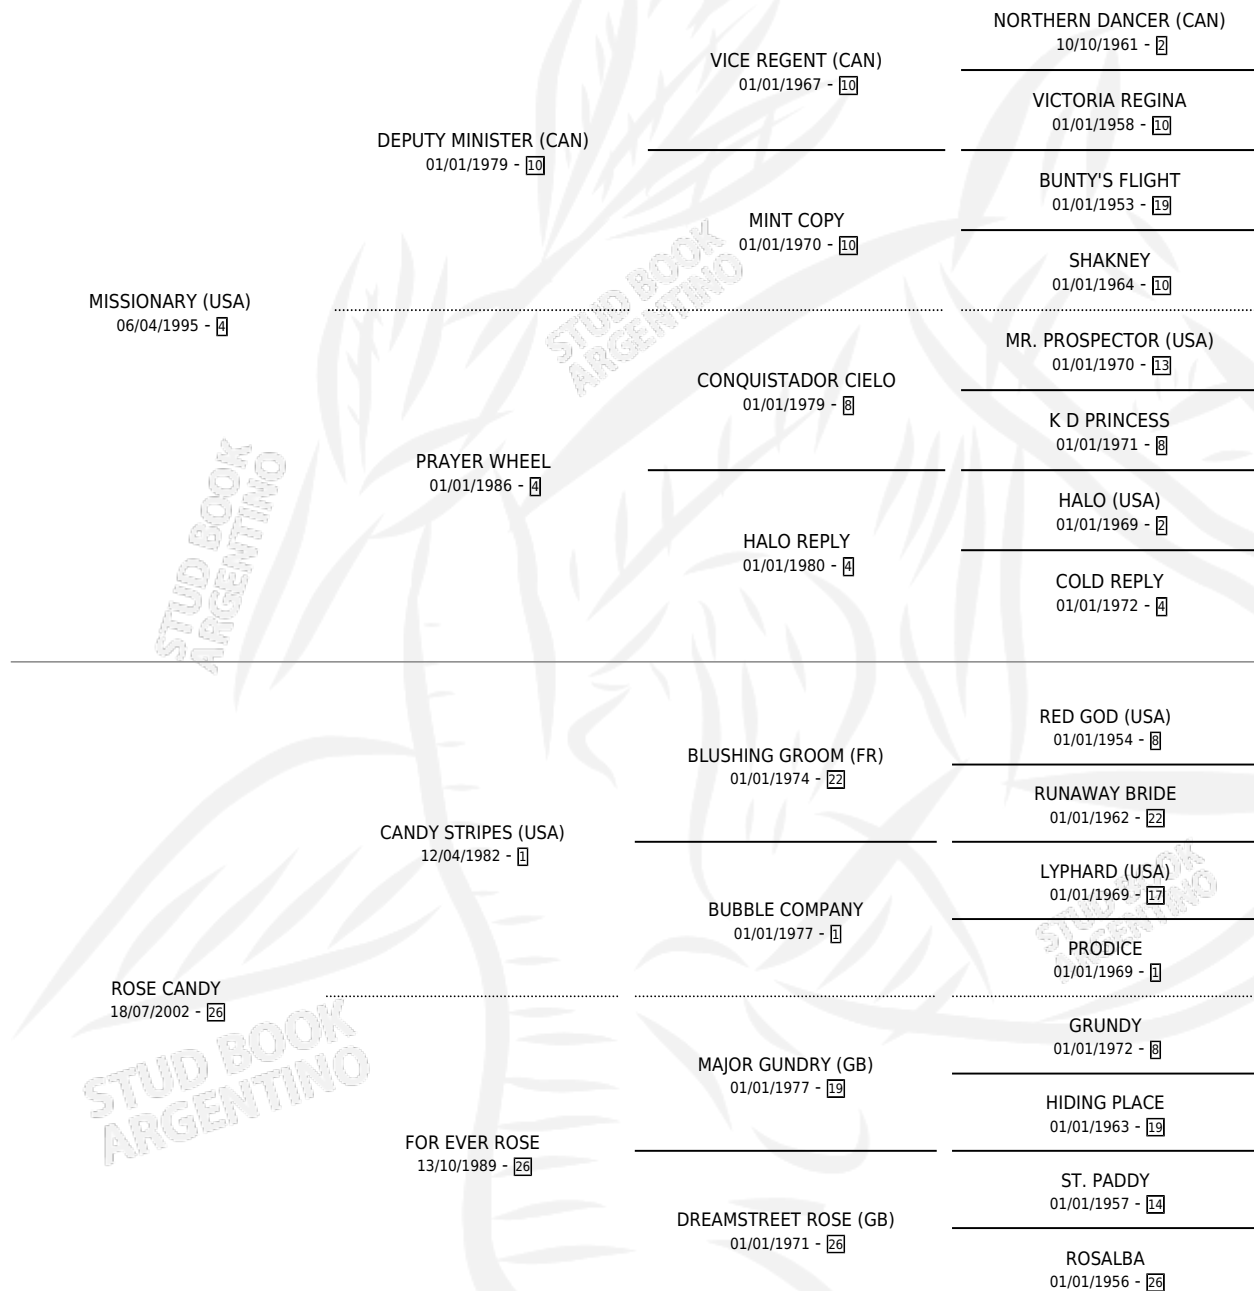 NORTHERN DANCER (CAN)
10/10/1961 - 2
VICE REGENT (CAN)
01/01/1967 - 10
VICTORIA REGINA
01/01/1958 - 10
DEPUTY MINISTER (CAN)
01/01/1979 - 10
BUNTY'S FLIGHT
01/01/1953 - 19
MINT COPY
01/01/1970 - 10
SHAKNEY
01/01/1964 - 10
MISSIONARY (USA)
06/04/1995 - 4
MR. PROSPECTOR (USA)
01/01/1970 - 13
CONQUISTADOR CIELO
01/01/1979 - 8
K D PRINCESS
01/01/1971 - 8
PRAYER WHEEL
01/01/1986 - 4
HALO (USA)
01/01/1969 - 2
HALO REPLY
01/01/1980 - 4
COLD REPLY
01/01/1972 - 4
RED GOD (USA)
01/01/1954 - 8
BLUSHING GROOM (FR)
01/01/1974 - 22
RUNAWAY BRIDE
01/01/1962 - 22
CANDY STRIPES (USA)
12/04/1982 - 1
LYPHARD (USA)
01/01/1969 - 17
BUBBLE COMPANY
01/01/1977 - 1
PRODICE
01/01/1969 - 1
ROSE CANDY
18/07/2002 - 26
GRUNDY
01/01/1972 - 8
MAJOR GUNDRY (GB)
01/01/1977 - 19
HIDING PLACE
01/01/1963 - 19
FOR EVER ROSE
13/10/1989 - 26
ST. PADDY
01/01/1957 - 14
DREAMSTREET ROSE (GB)
01/01/1971 - 26
ROSALBA
01/01/1956 - 26
STUD BOOK
ARGENTINO
STUD BOOK
ARGENTINO
STUD BOOK
ARGENTINO
STUD BOOK
ARGENTINO